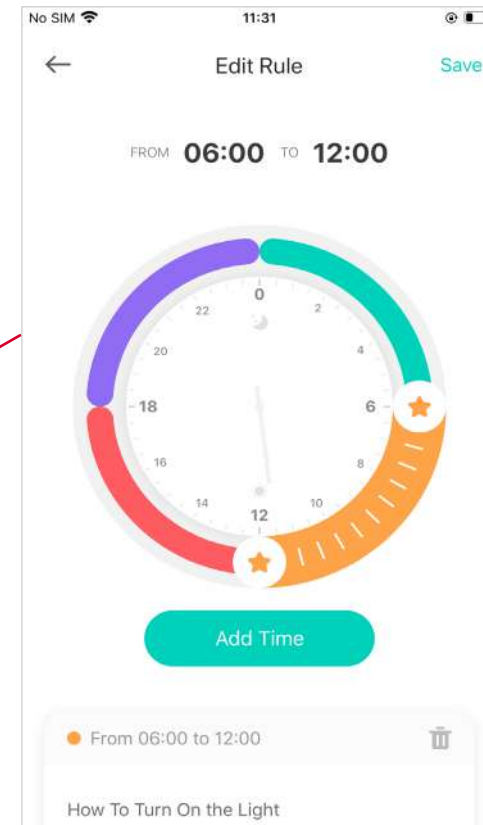 No SIM 11:31
Edit Rule Save
FROM 06:00 TO 12:00
0
22 2
20 4
18 6
16 8
14 10
12
Add Time
From 06:00 to 12:00
How To Turn On the Light